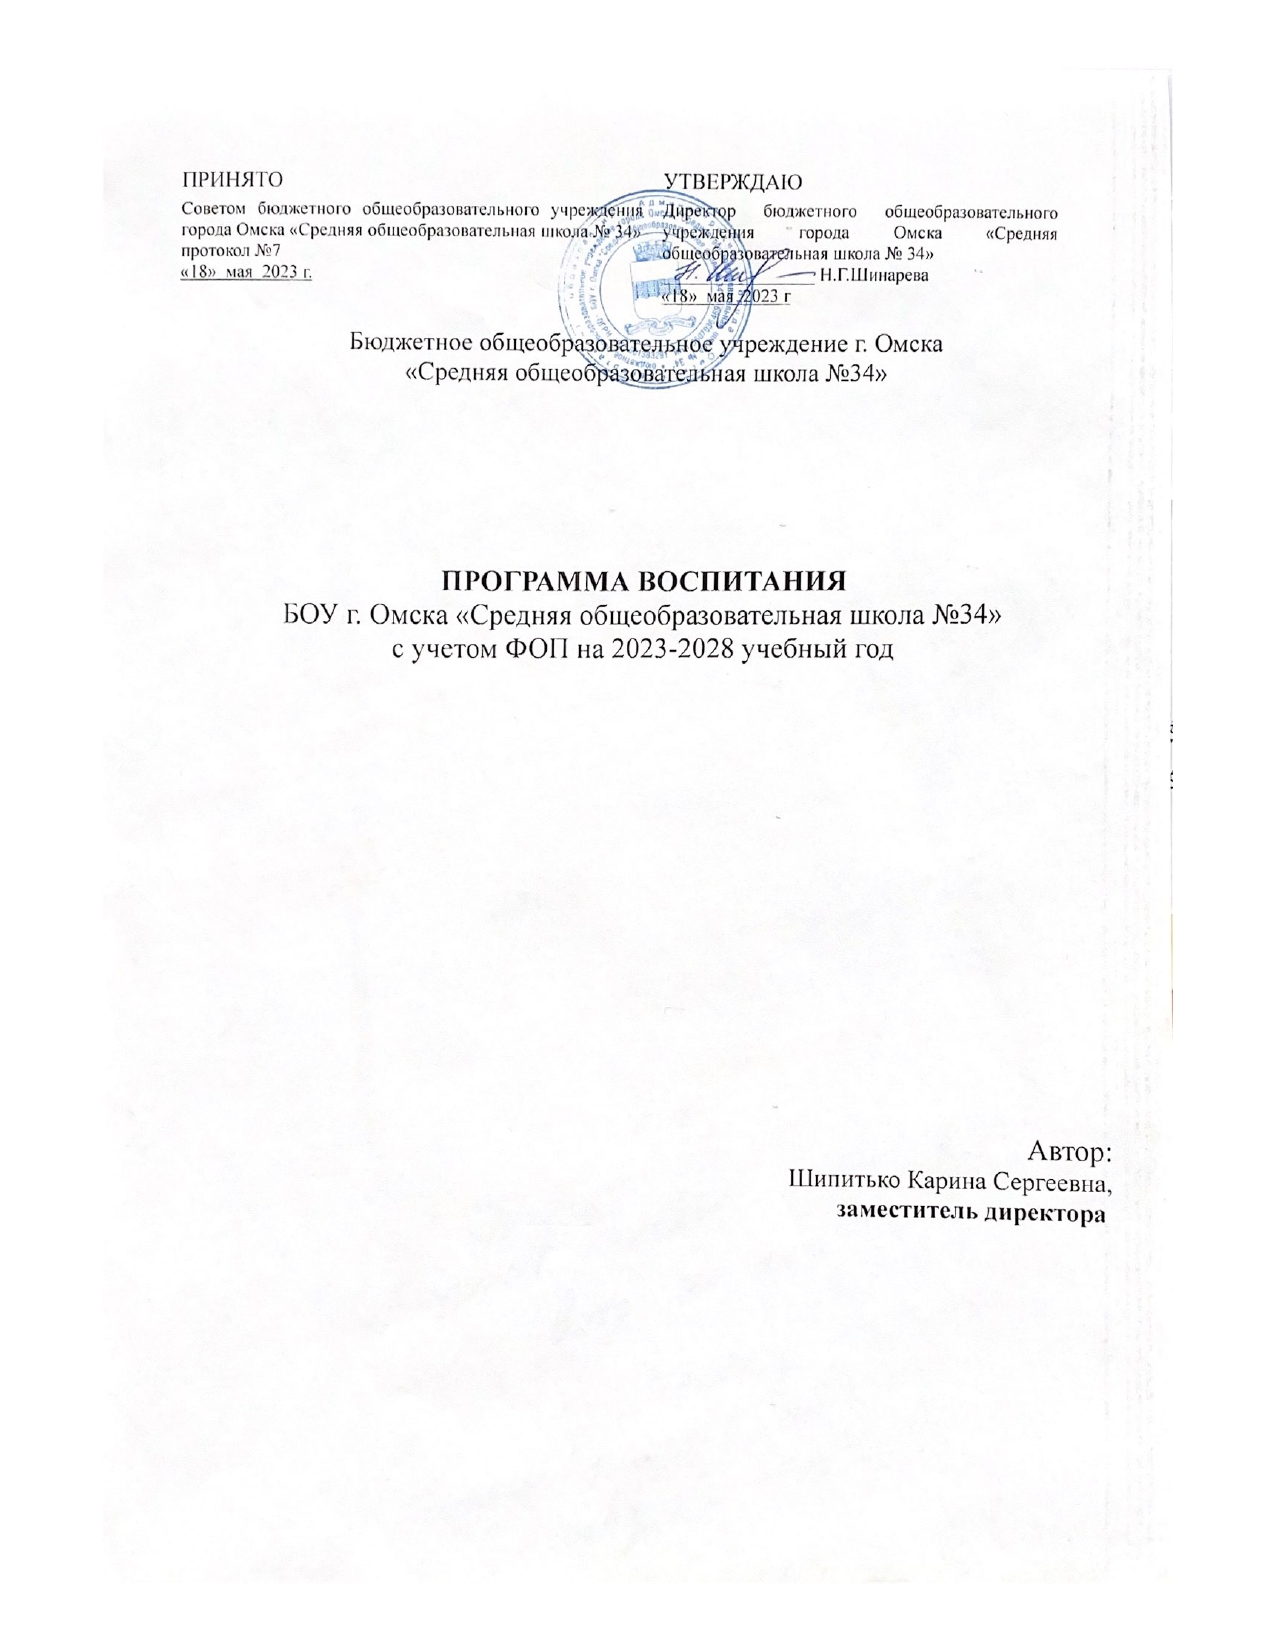 ПРИНЯТО
Советом бюджетного общеобразовательного учреждения
города Омска «Средняя общеобразовательная школа № 34»
протокол №7
«18» мая 2023 г.
УТВЕРЖДАЮ
Директор бюджетного общеобразовательного
учреждения города Омска «Средняя
общеобразовательная школа № 34»
Н.Г.Шинарева
«18» мая 2023 г
Бюджетное общеобразовательное учреждение г. Омска
«Средняя общеобразовательная школа №34»
ПРОГРАММА ВОСПИТАНИЯ
БОУ г. Омска «Средняя общеобразовательная школа №34»
с учетом ФОП на 2023-2028 учебный год
Автор:
Шипитько Карина Сергеевна,
заместитель директора